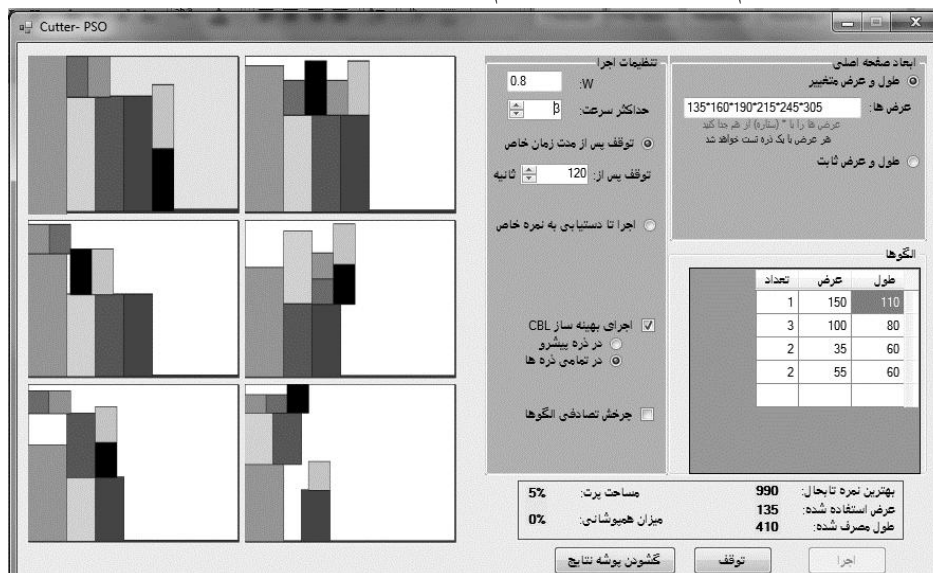 Cutter- PSO
ابعاد صفحه اصلی
طول و عرض متغییر
عرض ها:
135*160*190*215*245*305
عرض ها را با * (ستاره) از هم جدا کنید
هر عرض با یک ذره تست خواهد شد
طول و عرض ثابت
تنظیمات اجرا
W: 0.8
حداکثر سرعت: 3
توقف پس از مدت زمان خاص
توقف پس از: 120 ثانیه
اجرا تا دستیابی به نمره خاص
اجرای بهینه ساز CBL
در ذره پیشرو
در تمامی ذره ها
چرخش تصادفی الگوها
الگوها
طول عرض تعداد
110 150 1
80 100 3
60 35 2
60 55 2
بهترین نمره تابحال: 990
مساحت پرت: 5%
عرض استفاده شده: 135
میزان همپوشانی: 0%
طول مصرف شده: 410
اجرا
توقف
گشودن پوشه نتایج